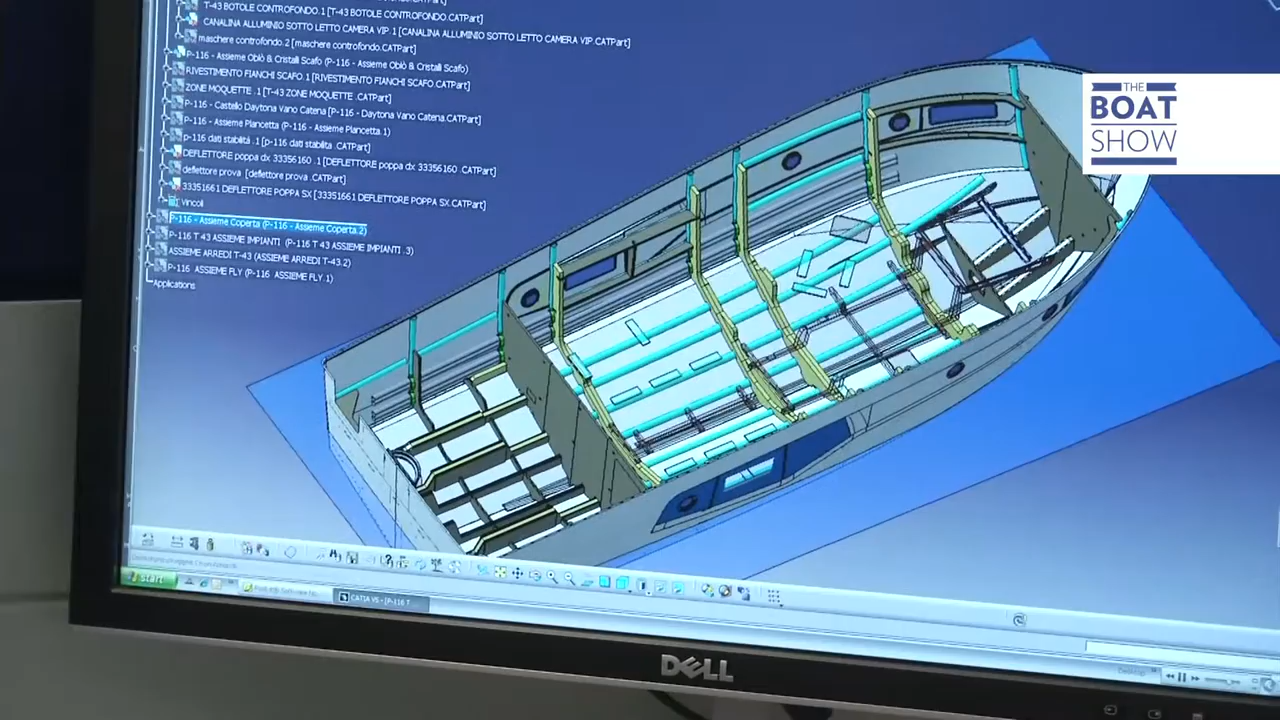 T-43 BOTOLE CONTROFONDO.1 [T-43 BOTOLE CONTROFONDO.CATPart]
CANALINA ALLUMINIO SOTTO LETTO CAMERA VIP.1 [CANALINA ALLUMINIO SOTTO LETTO CAMERA VIP.CATPart]
maschere controfondo.2 [maschere controfondo.CATPart]
P-116 - Assieme Oblò & Cristalli Scafo (P-116 - Assieme Oblò & Cristalli Scafo)
RIVESTIMENTO FIANCHI SCAFO.1 [RIVESTIMENTO FIANCHI SCAFO.CATPart]
ZONE MOQUETTE .1 [T-43 ZONE MOQUETTE .CATPart]
P-116 - Castello Daytona Vano Catena [P-116 - Daytona Vano Catena.CATPart]
P-116 - Assieme Plancetta (P-116 - Assieme Plancetta.1)
p-116 dati stabilità .1 [p-116 dati stabilita .CATPart]
DEFLETTORE poppa dx 33356160 .1 [DEFLETTORE poppa dx 33356160 .CATPart]
deflettore prova [deflettore prova .CATPart]
33351661 DEFLETTORE POPPA SX [33351661 DEFLETTORE POPPA SX.CATPart]
Vincoli
P-116 - Assieme Coperta (P-116 - Assieme Coperta.2)
P-116 T 43 ASSIEME IMPIANTI (P-116 T 43 ASSIEME IMPIANTI .3)
ASSIEME ARREDI T-43 (ASSIEME ARREDI T-43.2)
P-116 ASSIEME FLY (P-116 ASSIEME FLY.1)
Applications
THE
BOAT
SHOW
start
CATIA V5 - [P-116 T
Desktop
DELL